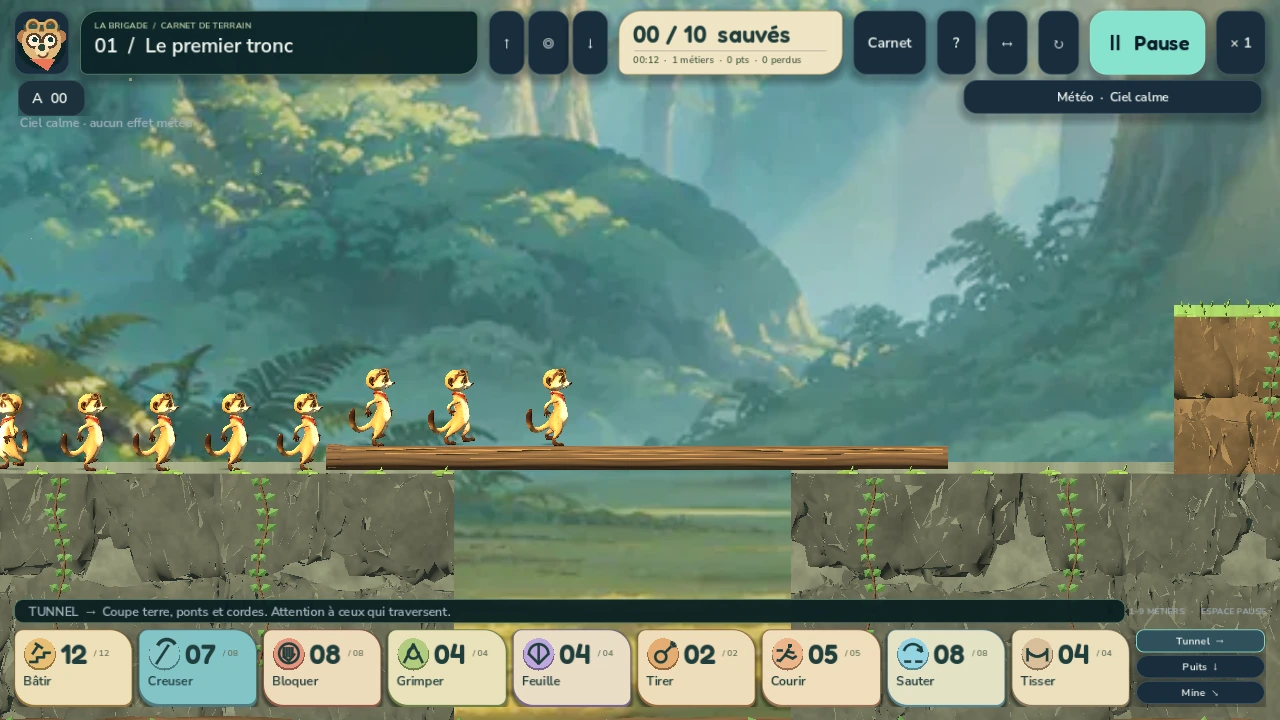 LA BRIGADE / CARNET DE TERRAIN
01 / Le premier tronc
↑
◎
↓
00 / 10 sauvés
00:12 · 1 métiers · 0 pts · 0 perdus
Carnet
?
↔
↻
Pause
× 1
A 00
Ciel calme · aucun effet météo
Météo · Ciel calme
TUNNEL → Coupe terre, ponts et cordes. Attention à ceux qui traversent.
1–9 MÉTIERS · ESPACE PAUSE
12 / 12
Bâtir
07 / 08
Creuser
08 / 08
Bloquer
04 / 04
Grimper
04 / 04
Feuille
02 / 02
Tirer
05 / 05
Courir
08 / 08
Sauter
04 / 04
Tisser
Tunnel →
Puits ↓
Mine ↘